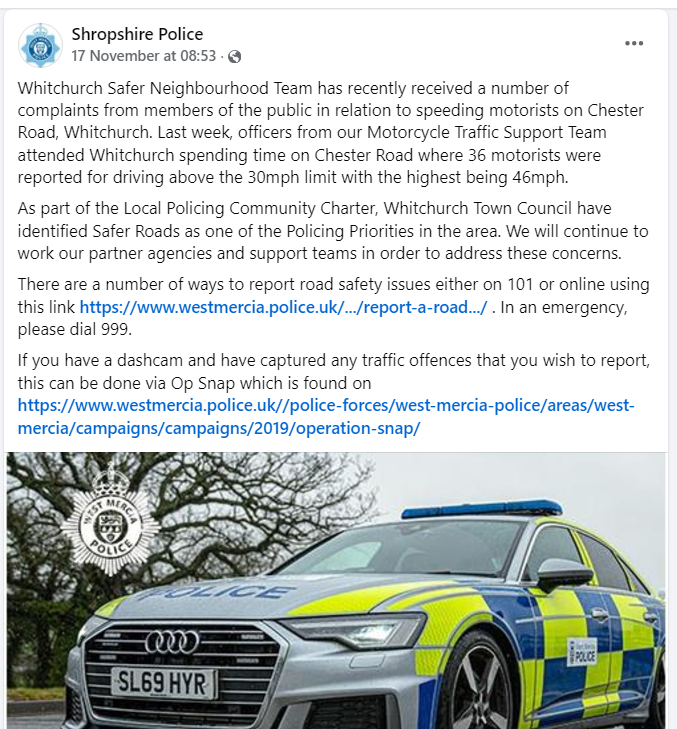 Shropshire Police
17 November at 08:53 ·
Whitchurch Safer Neighbourhood Team has recently received a number of
complaints from members of the public in relation to speeding motorists on Chester
Road, Whitchurch. Last week, officers from our Motorcycle Traffic Support Team
attended Whitchurch spending time on Chester Road where 36 motorists were
reported for driving above the 30mph limit with the highest being 46mph.
As part of the Local Policing Community Charter, Whitchurch Town Council have
identified Safer Roads as one of the Policing Priorities in the area. We will continue to
work our partner agencies and support teams in order to address these concerns.
There are a number of ways to report road safety issues either on 101 or online using
this link https://www.westmercia.police.uk/.../report-a-road.../ . In an emergency,
please dial 999.
If you have a dashcam and have captured any traffic offences that you wish to report,
this can be done via Op Snap which is found on
https://www.westmercia.police.uk//police-forces/west-mercia-police/areas/west-
mercia/campaigns/campaigns/2019/operation-snap/
WEST MERCIA
POLICE
POLICE
SL69 HYR
POLICE